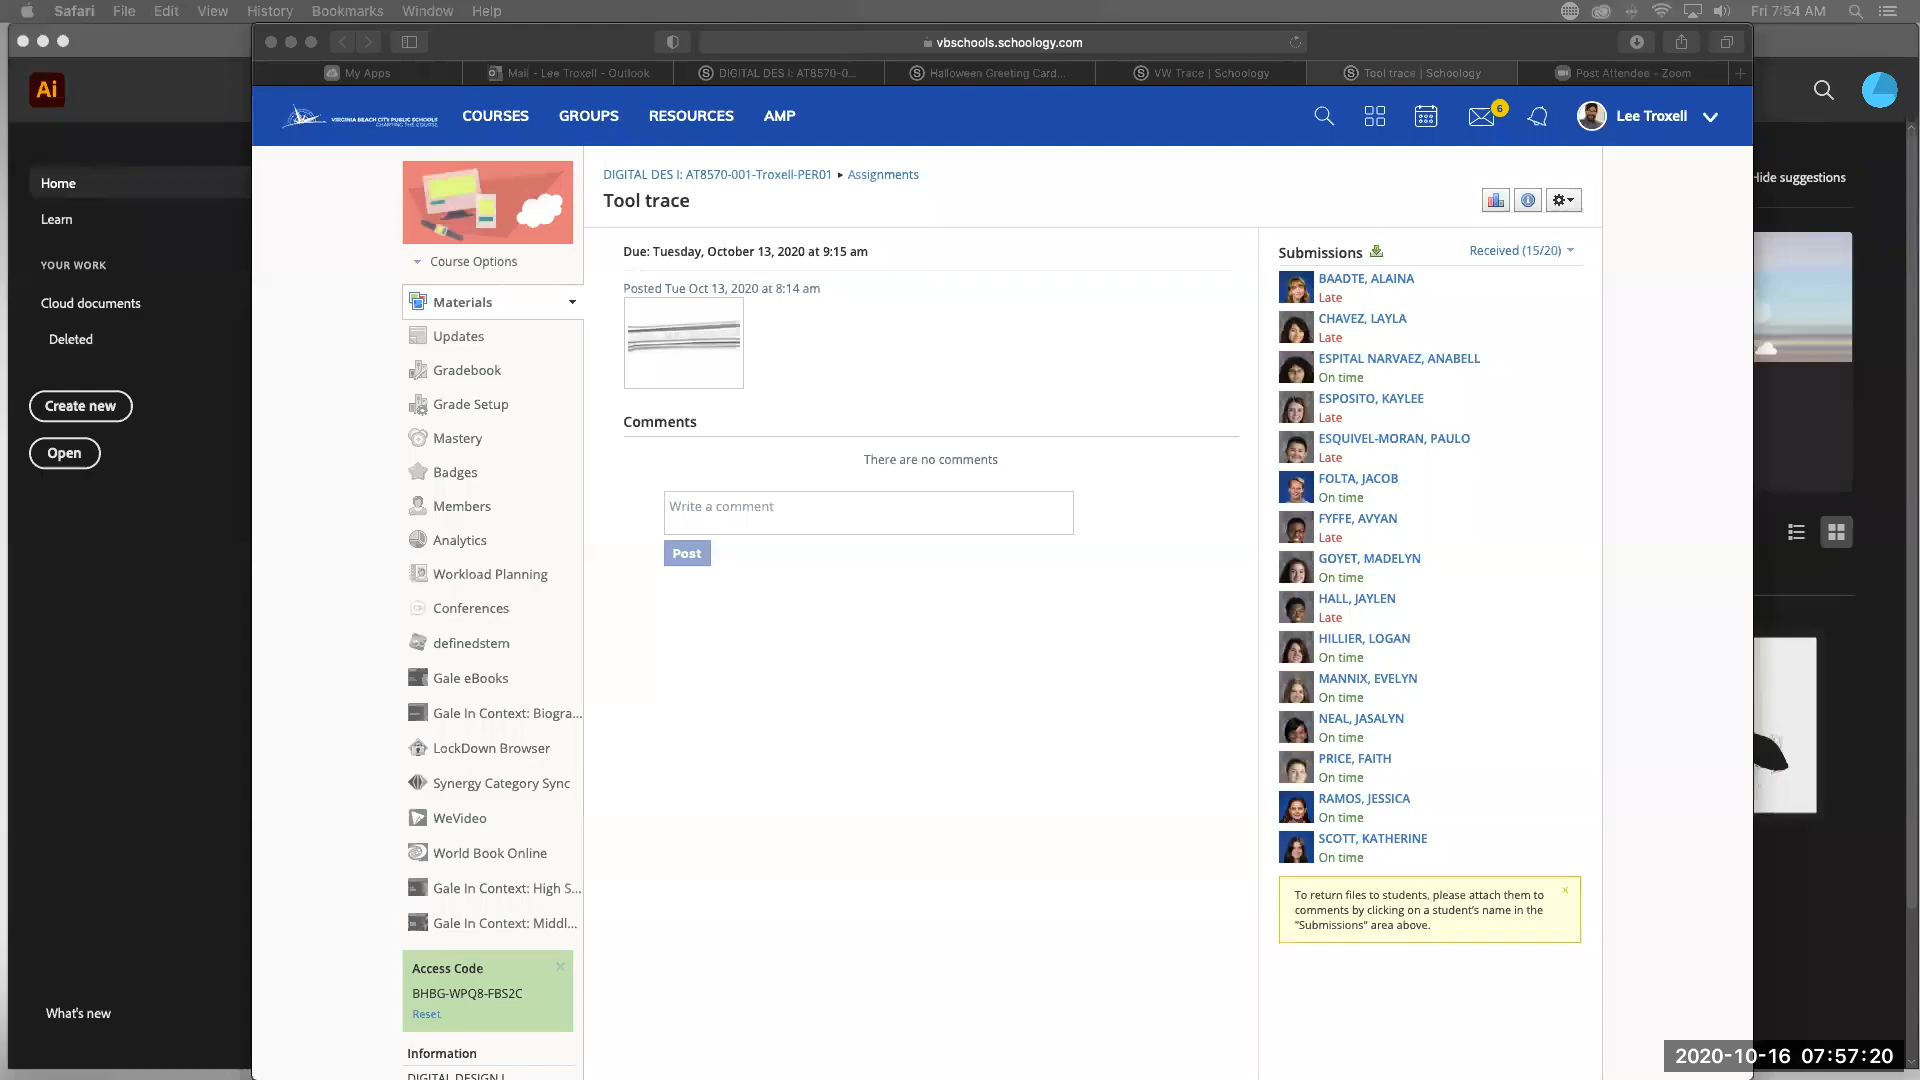 Safari File Edit View History Bookmarks Window Help Fri 7:54 AM
vbschools.schoology.com
My Apps
Mail - Lee Troxell - Outlook
DIGITAL DES I: AT8570-0...
Halloween Greeting Card...
VW Trace | Schoology
Tool trace | Schoology
Post Attendee - Zoom
Ai
Home
Learn
YOUR WORK
Cloud documents
Deleted
Create new
Open
What's new
Hide suggestions
VIRGINIA BEACH CITY PUBLIC SCHOOLS
CHARTING THE COURSE
COURSES GROUPS RESOURCES AMP
6
Lee Troxell
Course Options
Materials
Updates
Gradebook
Grade Setup
Mastery
Badges
Members
Analytics
Workload Planning
Conferences
definedstem
Gale eBooks
Gale In Context: Biogra...
LockDown Browser
Synergy Category Sync
WeVideo
World Book Online
Gale In Context: High S...
Gale In Context: Middl...
Access Code
BHBG-WPQ8-FBS2C
Reset
Information
DIGITAL DESIGN I
DIGITAL DES I: AT8570-001-Troxell-PER01 ▸ Assignments
Tool trace
Due: Tuesday, October 13, 2020 at 9:15 am
Posted Tue Oct 13, 2020 at 8:14 am
Comments
There are no comments
Write a comment
Post
Submissions Received (15/20)
BAADTE, ALAINA
Late
CHAVEZ, LAYLA
Late
ESPITAL NARVAEZ, ANABELL
On time
ESPOSITO, KAYLEE
Late
ESQUIVEL-MORAN, PAULO
Late
FOLTA, JACOB
On time
FYFFE, AVYAN
Late
GOYET, MADELYN
On time
HALL, JAYLEN
Late
HILLIER, LOGAN
On time
MANNIX, EVELYN
On time
NEAL, JASALYN
On time
PRICE, FAITH
On time
RAMOS, JESSICA
On time
SCOTT, KATHERINE
On time
To return files to students, please attach them to
comments by clicking on a student's name in the
"Submissions" area above.
x
2020-10-16 07:57:20